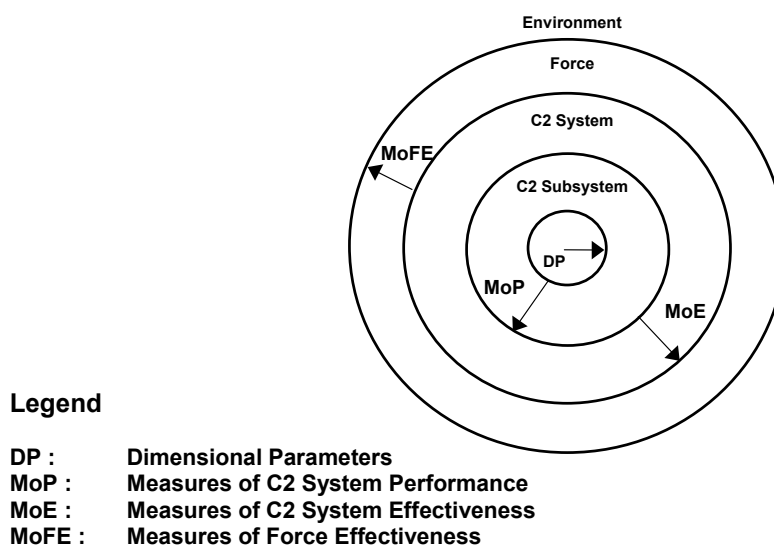 Environment
Force
C2 System
MoFE
C2 Subsystem
DP
MoP
MoE
Legend
DP : Dimensional Parameters
MoP : Measures of C2 System Performance
MoE : Measures of C2 System Effectiveness
MoFE : Measures of Force Effectiveness